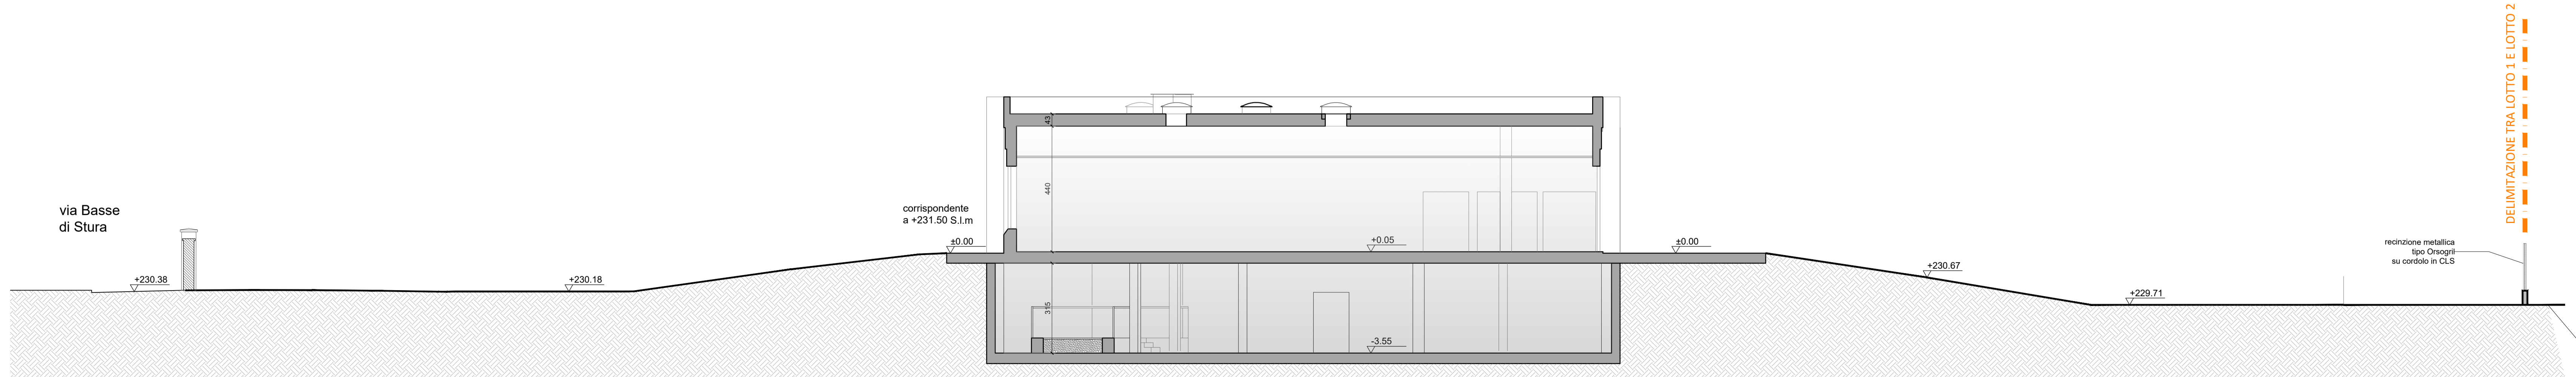 via Basse
di Stura
+230.38
+230.18
corrispondente
a +231.50 S.l.m
±0.00
43
440
315
+0.05
-3.55
±0.00
+230.67
+229.71
recinzione metallica
tipo Orsogril
su cordolo in CLS
DELIMITAZIONE TRA LOTTO 1 E LOTTO 2